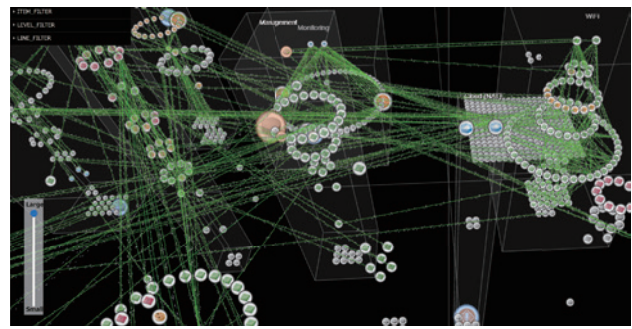 ITEM_FILTER
LEVEL_FILTER
LINE_FILTER
Management
Monitoring
WiFi
Large
Small